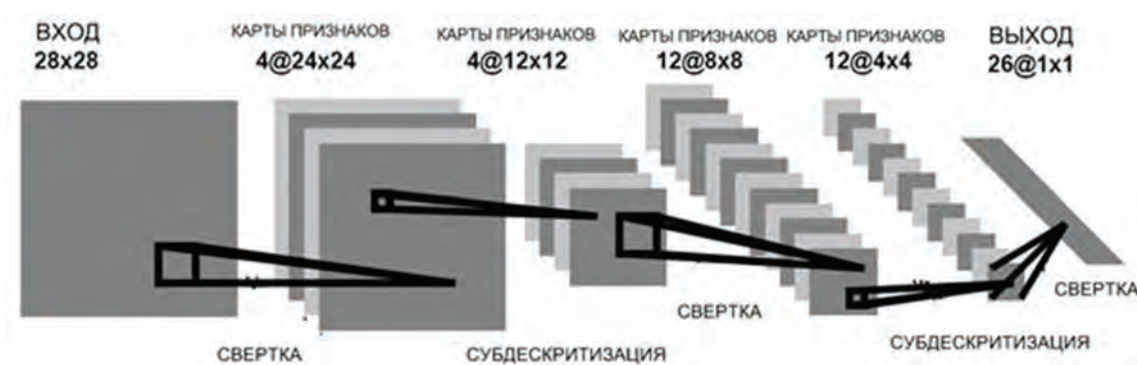 ВХОД
28x28
КАРТЫ ПРИЗНАКОВ
4@24x24
КАРТЫ ПРИЗНАКОВ
4@12x12
КАРТЫ ПРИЗНАКОВ
12@8x8
КАРТЫ ПРИЗНАКОВ
12@4x4
ВЫХОД
26@1x1
СВЕРТКА
СУБДЕСКРИТИЗАЦИЯ
СВЕРТКА
СУБДЕСКРИТИЗАЦИЯ
СВЕРТКА